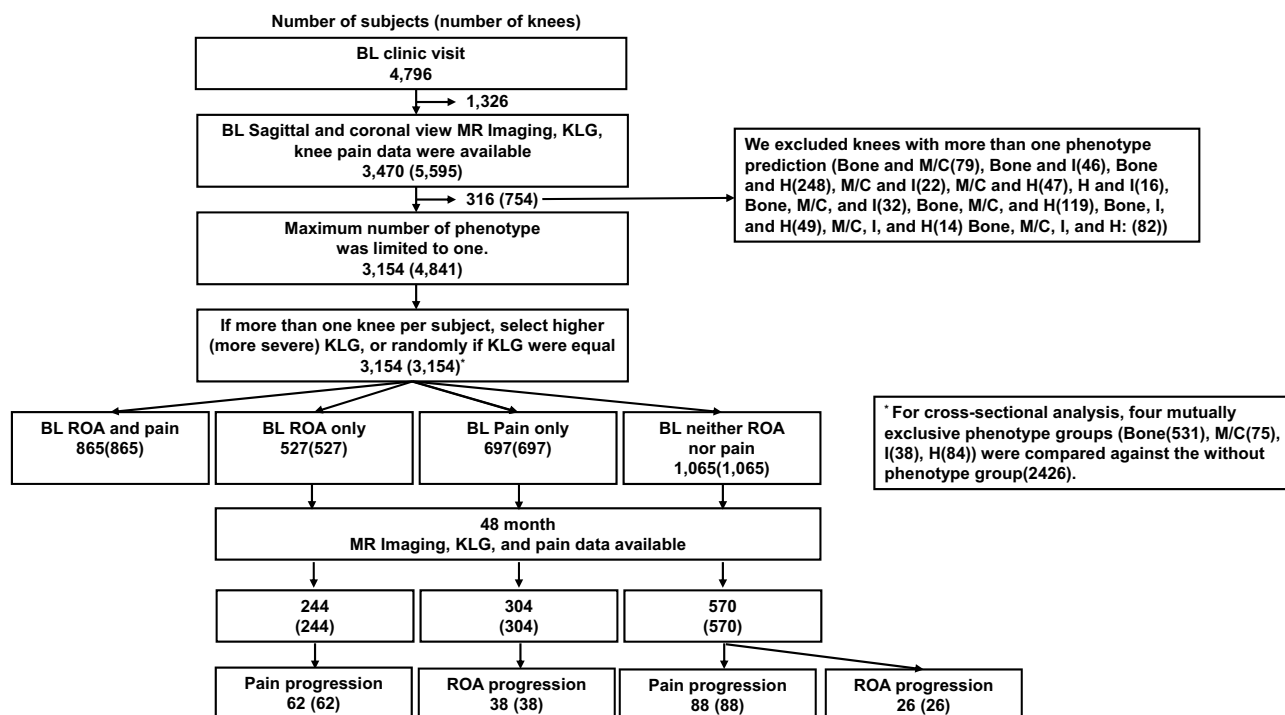 Number of subjects (number of knees)
BL clinic visit
4,796
1,326
BL Sagittal and coronal view MR Imaging, KLG,
knee pain data were available
3,470 (5,595)
316 (754)
We excluded knees with more than one phenotype
prediction (Bone and M/C(79), Bone and I(46), Bone
and H(248), M/C and I(22), M/C and H(47), H and I(16),
Bone, M/C, and I(32), Bone, M/C, and H(119), Bone, I,
and H(49), M/C, I, and H(14) Bone, M/C, I, and H: (82))
Maximum number of phenotype
was limited to one.
3,154 (4,841)
If more than one knee per subject, select higher
(more severe) KLG, or randomly if KLG were equal
3,154 (3,154)*
BL ROA and pain
865(865)
BL ROA only
527(527)
BL Pain only
697(697)
BL neither ROA
nor pain
1,065(1,065)
* For cross-sectional analysis, four mutually
exclusive phenotype groups (Bone(531), M/C(75),
I(38), H(84)) were compared against the without
phenotype group(2426).
48 month
MR Imaging, KLG, and pain data available
244
(244)
304
(304)
570
(570)
Pain progression
62 (62)
ROA progression
38 (38)
Pain progression
88 (88)
ROA progression
26 (26)